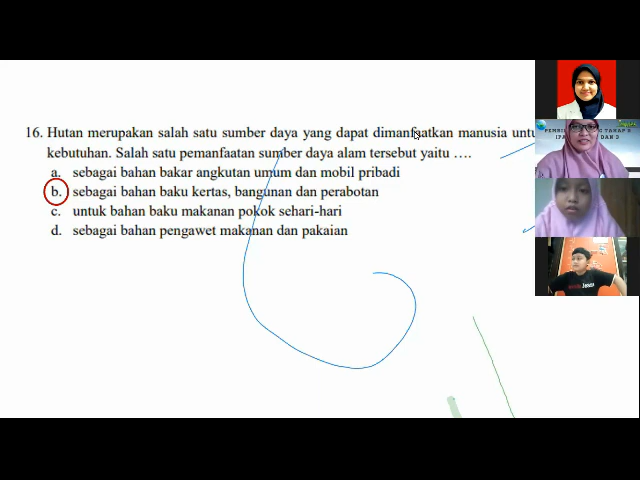 16. Hutan merupakan salah satu sumber daya yang dapat dimanfaatkan manusia untu
kebutuhan. Salah satu pemanfaatan sumber daya alam tersebut yaitu ….
a. sebagai bahan bakar angkutan umum dan mobil pribadi
b. sebagai bahan baku kertas, bangunan dan perabotan
c. untuk bahan baku makanan pokok sehari-hari
d. sebagai bahan pengawet makanan dan pakaian